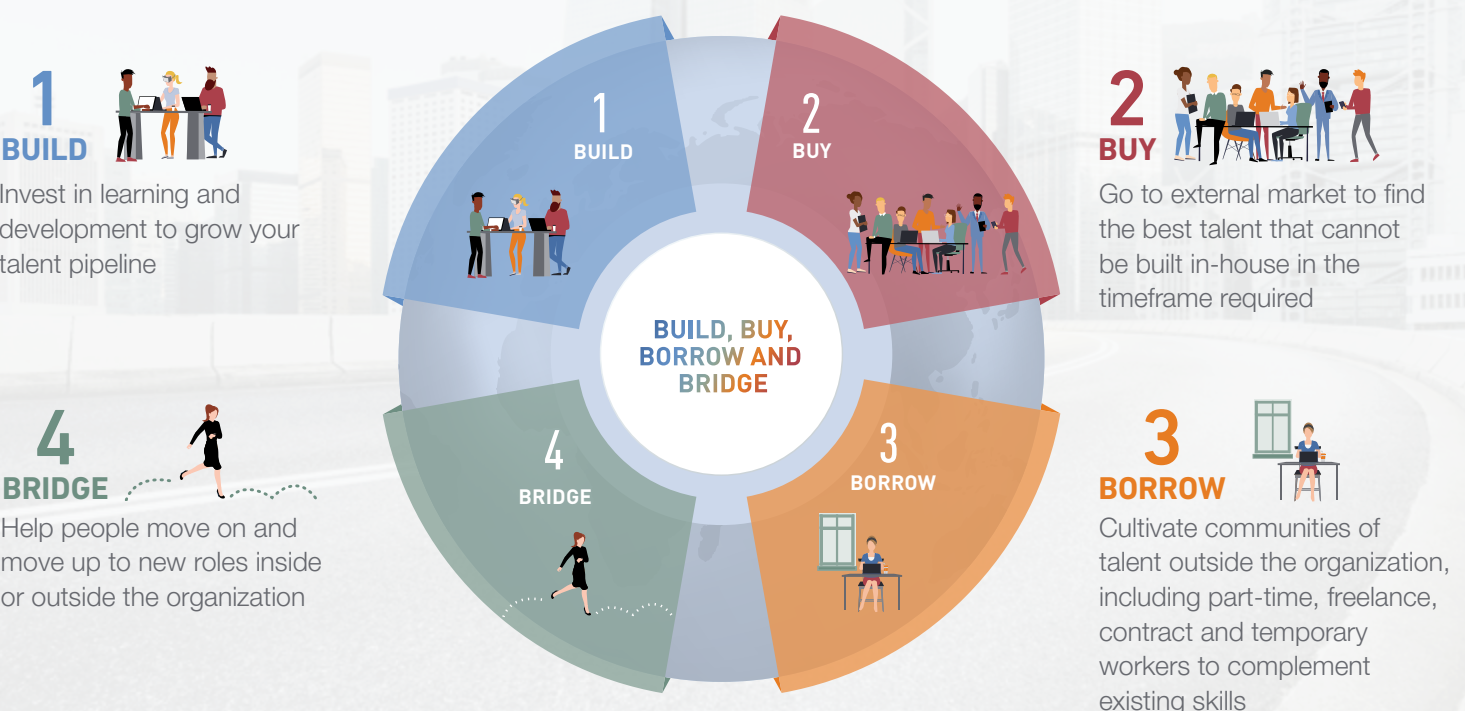 1
BUILD
Invest in learning and
development to grow your
talent pipeline
2
BUY
Go to external market to find
the best talent that cannot
be built in-house in the
timeframe required
1
BUILD
2
BUY
BUILD, BUY,
BORROW AND
BRIDGE
4
BRIDGE
3
BORROW
4
BRIDGE
Help people move on and
move up to new roles inside
or outside the organization
3
BORROW
Cultivate communities of
talent outside the organization,
including part-time, freelance,
contract and temporary
workers to complement
existing skills